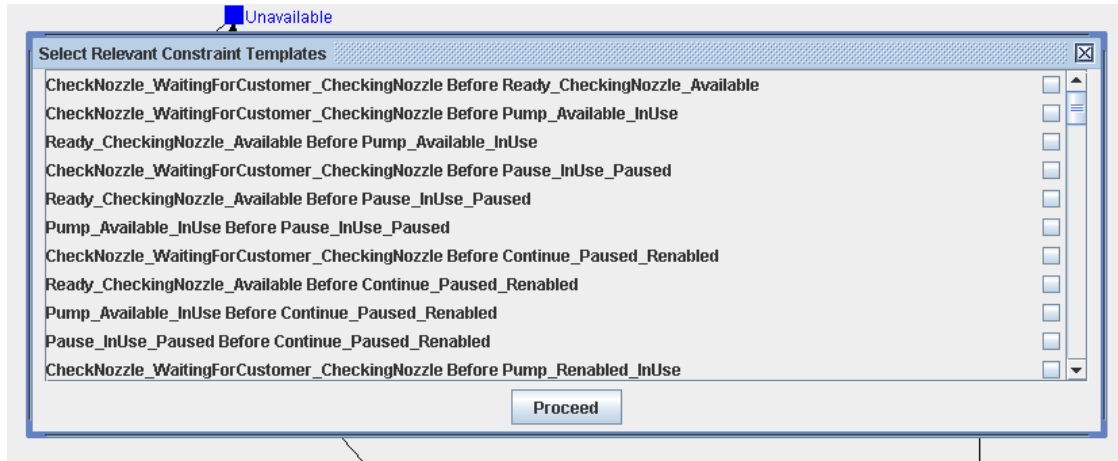 Unavailable
Select Relevant Constraint Templates
CheckNozzle_WaitingForCustomer_CheckingNozzle Before Ready_CheckingNozzle_Available
CheckNozzle_WaitingForCustomer_CheckingNozzle Before Pump_Available_InUse
Ready_CheckingNozzle_Available Before Pump_Available_InUse
CheckNozzle_WaitingForCustomer_CheckingNozzle Before Pause_InUse_Paused
Ready_CheckingNozzle_Available Before Pause_InUse_Paused
Pump_Available_InUse Before Pause_InUse_Paused
CheckNozzle_WaitingForCustomer_CheckingNozzle Before Continue_Paused_Renabled
Ready_CheckingNozzle_Available Before Continue_Paused_Renabled
Pump_Available_InUse Before Continue_Paused_Renabled
Pause_InUse_Paused Before Continue_Paused_Renabled
CheckNozzle_WaitingForCustomer_CheckingNozzle Before Pump_Renabled_InUse
Proceed